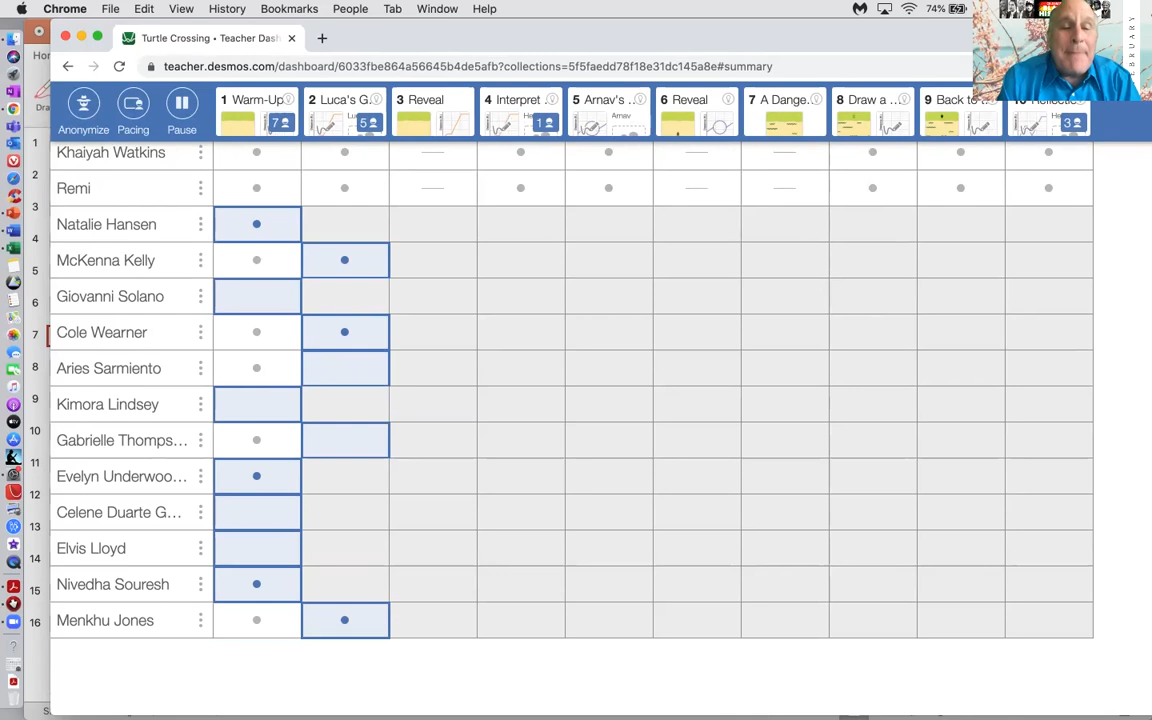 Chrome File Edit View History Bookmarks People Tab Window Help
74%
Turtle Crossing • Teacher Das
teacher.desmos.com/dashboard/6033fbe864a56645b4de5afb?collections=5f5faedd78f18e31dc145a8e#summary
Anonymize Pacing Pause
1 Warm-Up 2 Luca's G. 3 Reveal 4 Interpret .. 5 Arnav's .. 6 Reveal 7 A Dange. 8 Draw a .. 9 Back to
7 5 1 Arnav 3
Khaiyah Watkins
Remi
Natalie Hansen
McKenna Kelly
Giovanni Solano
Cole Wearner
Aries Sarmiento
Kimora Lindsey
Gabrielle Thomps...
Evelyn Underwoo...
Celene Duarte G...
Elvis Lloyd
Nivedha Souresh
Menkhu Jones
1
2
3
4
5
6
7
8
9
10
11
12
13
14
15
16